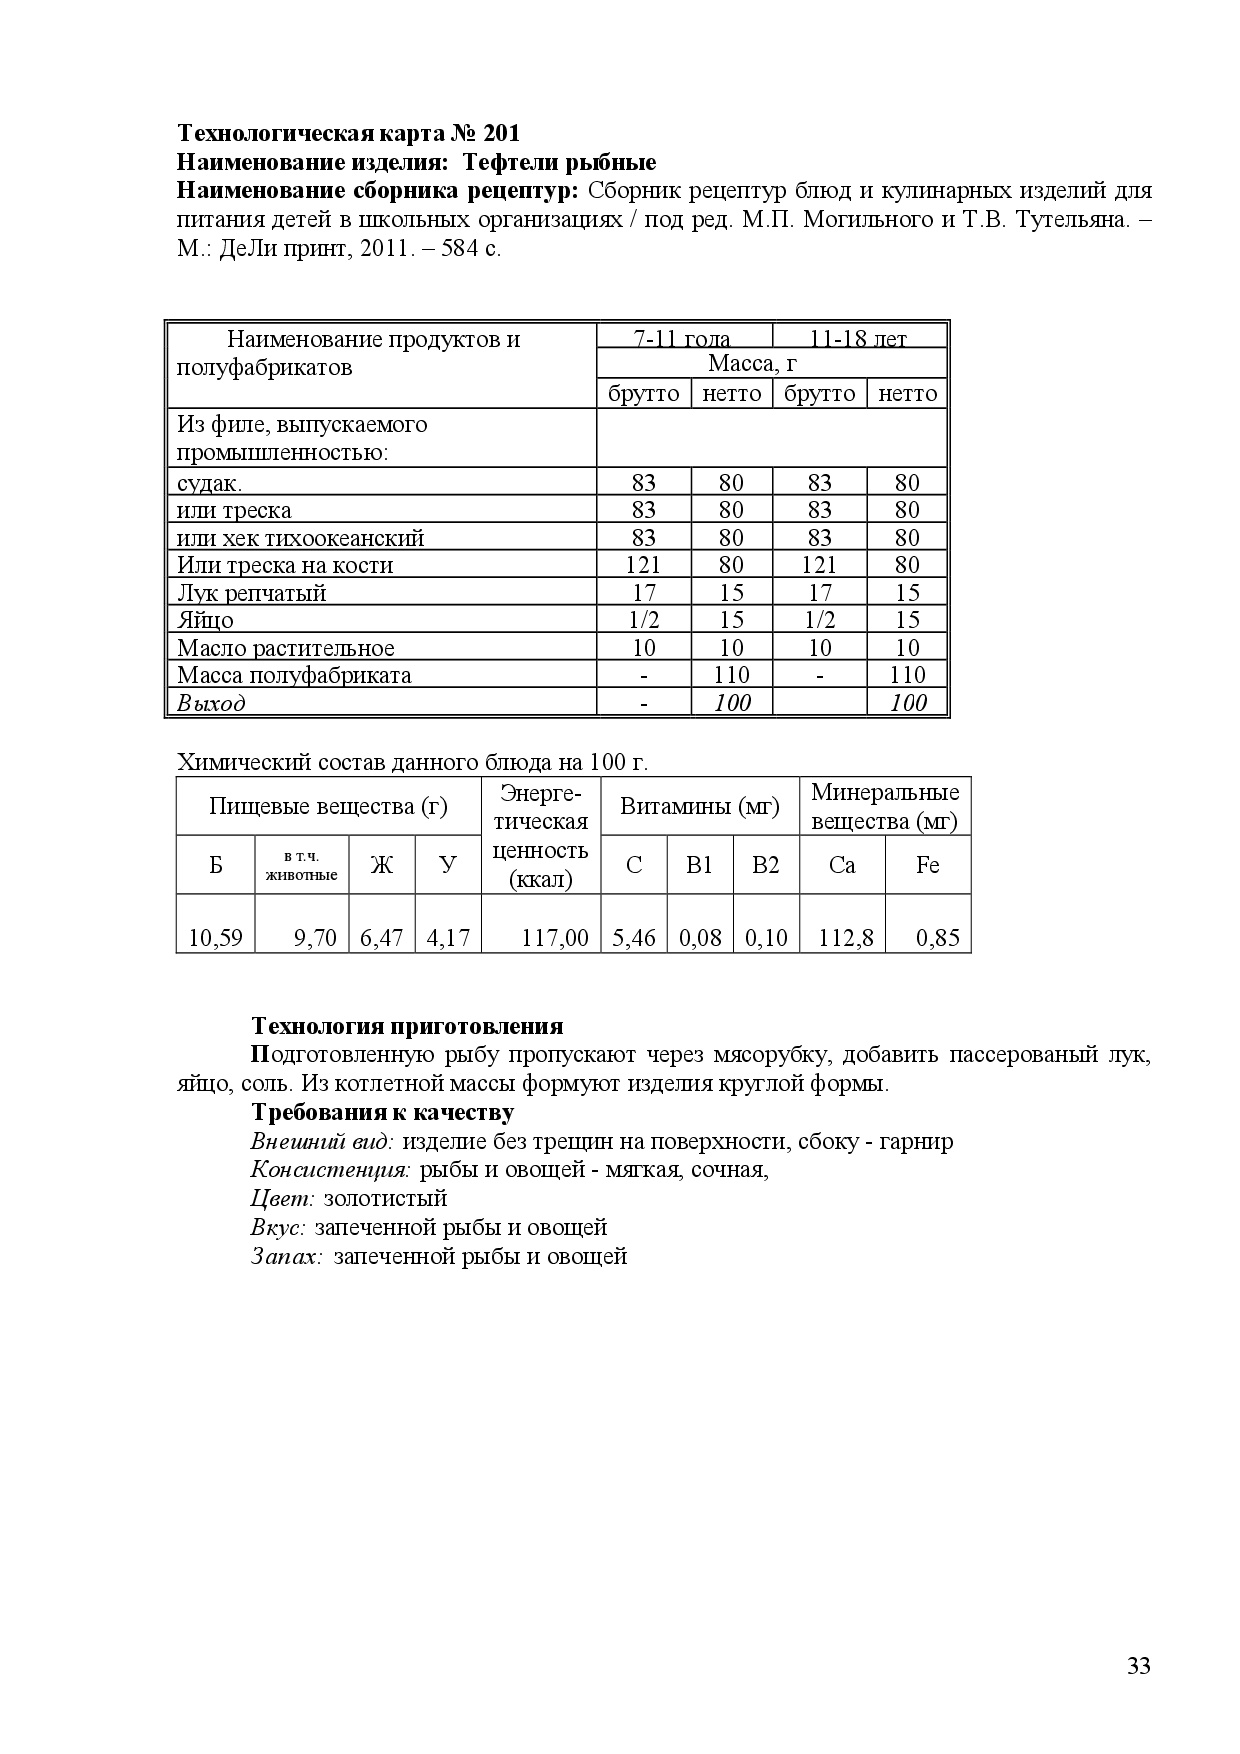 Технологическая карта № 201
Наименование изделия: Тефтели рыбные
Наименование сборника рецептур: Сборник рецептур блюд и кулинарных изделий для
питания детей в школьных организациях / под ред. М.П. Могильного и Т.В. Тутельяна. –
М.: ДеЛи принт, 2011. – 584 с.
Наименование продуктов и полуфабрикатов 7-11 года 11-18 лет
Масса, г
брутто нетто брутто нетто
Из филе, выпускаемого
промышленностью:
судак. 83 80 83 80
или треска 83 80 83 80
или хек тихоокеанский 83 80 83 80
Или треска на кости 121 80 121 80
Лук репчатый 17 15 17 15
Яйцо 1/2 15 1/2 15
Масло растительное 10 10 10 10
Масса полуфабриката - 110 - 110
Выход - 100 100
Химический состав данного блюда на 100 г.
Пищевые вещества (г) Энерге-тическая ценность (ккал) Витамины (мг) Минеральные вещества (мг)
Б в т.ч. животные Ж У С В1 В2 Са Fe
10,59 9,70 6,47 4,17 117,00 5,46 0,08 0,10 112,8 0,85
Технология приготовления
Подготовленную рыбу пропускают через мясорубку, добавить пассерованый лук,
яйцо, соль. Из котлетной массы формуют изделия круглой формы.
Требования к качеству
Внешний вид: изделие без трещин на поверхности, сбоку - гарнир
Консистенция: рыбы и овощей - мягкая, сочная,
Цвет: золотистый
Вкус: запеченной рыбы и овощей
Запах: запеченной рыбы и овощей
33